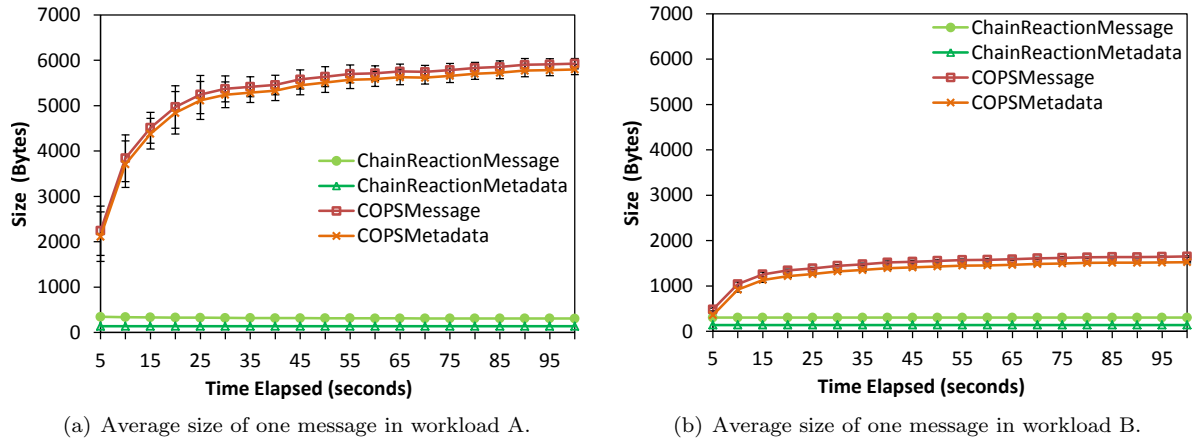 7000
6000
5000
4000
3000
2000
1000
0
Size (Bytes)
ChainReactionMessage
ChainReactionMetadata
COPSMessage
COPSMetadata
5 15 25 35 45 55 65 75 85 95
Time Elapsed (seconds)
(a) Average size of one message in workload A.
7000
6000
5000
4000
3000
2000
1000
0
Size (Bytes)
ChainReactionMessage
ChainReactionMetadata
COPSMessage
COPSMetadata
5 15 25 35 45 55 65 75 85 95
Time Elapsed (seconds)
(b) Average size of one message in workload B.